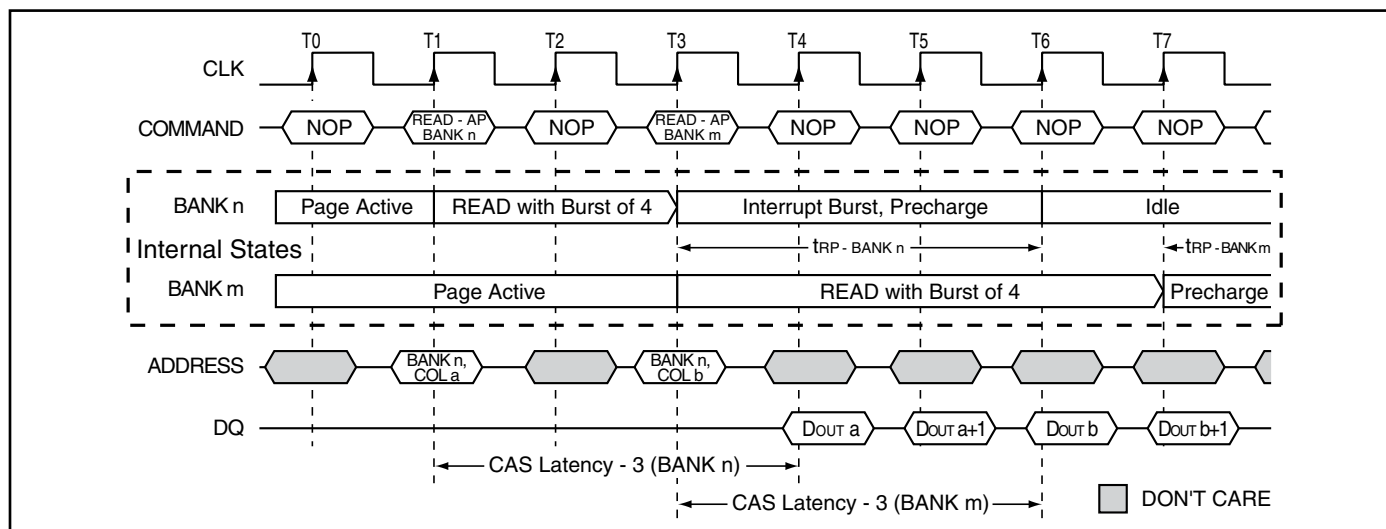 T0 T1 T2 T3 T4 T5 T6 T7
CLK
COMMAND NOP READ - AP BANK n NOP READ - AP BANK m NOP NOP NOP NOP
BANK n Page Active READ with Burst of 4 Interrupt Burst, Precharge Idle
Internal States tRP - BANK n tRP - BANK m
BANK m Page Active READ with Burst of 4 Precharge
ADDRESS BANK n, COL a BANK n, COL b
DQ DOUT a DOUT a+1 DOUT b DOUT b+1
CAS Latency - 3 (BANK n)
CAS Latency - 3 (BANK m) DON'T CARE